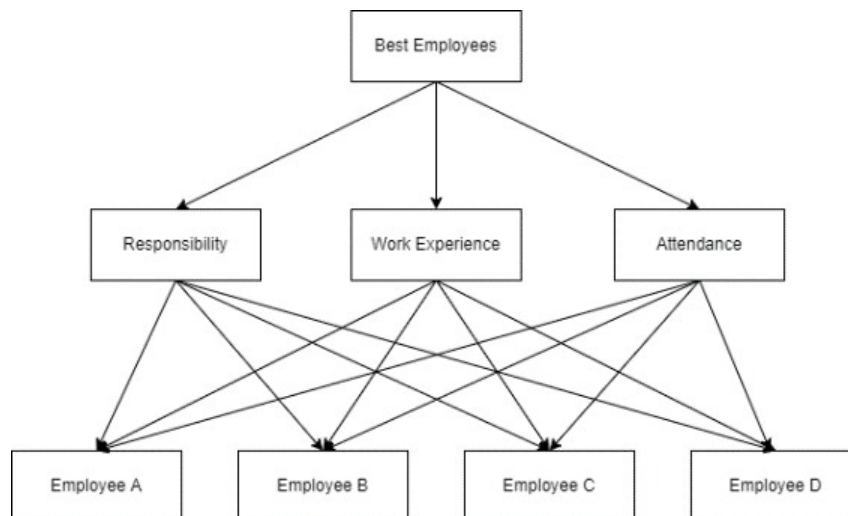 Best Employees
Responsibility
Work Experience
Attendance
Employee A
Employee B
Employee C
Employee D